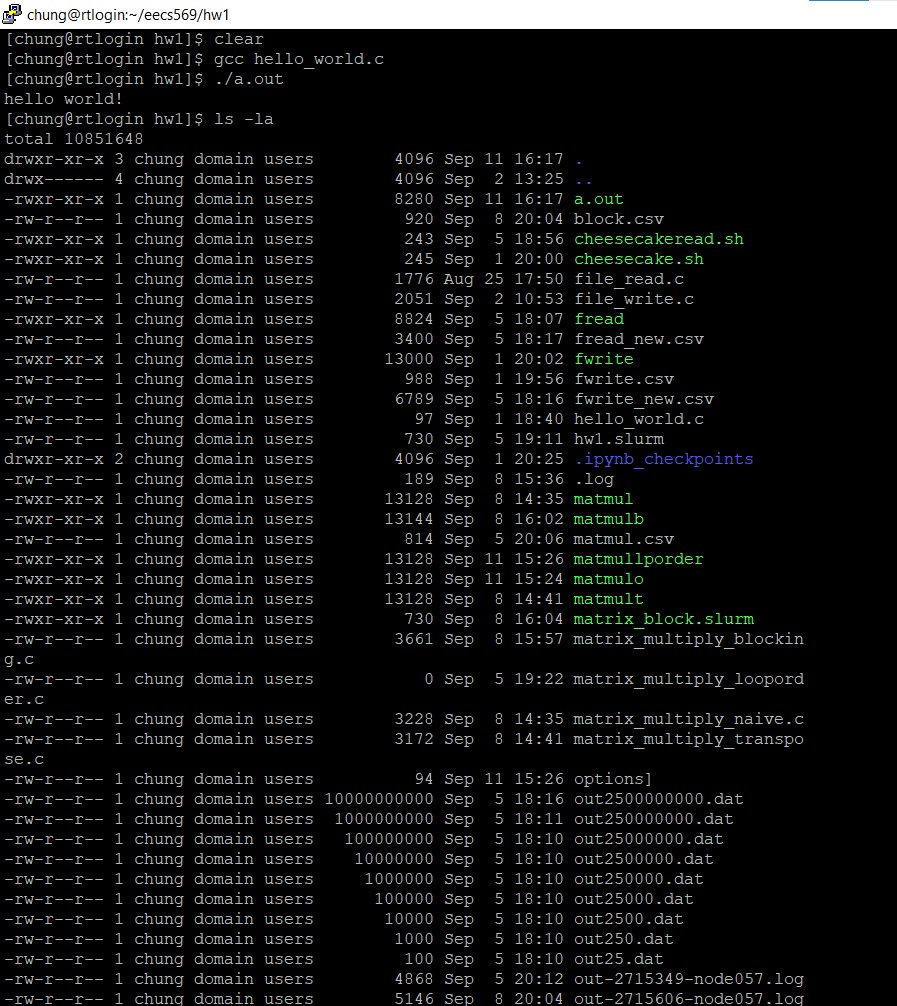 chung@rtlogin:~/eecs569/hw1
[chung@rtlogin hw1]$ clear
[chung@rtlogin hw1]$ gcc hello_world.c
[chung@rtlogin hw1]$ ./a.out
hello world!
[chung@rtlogin hw1]$ ls -la
total 10851648
drwxr-xr-x 3 chung domain users        4096 Sep 11 16:17 .
drwx------ 4 chung domain users        4096 Sep  2 13:25 ..
-rwxr-xr-x 1 chung domain users        8280 Sep 11 16:17 a.out
-rw-r--r-- 1 chung domain users         920 Sep  8 20:04 block.csv
-rwxr-xr-x 1 chung domain users         243 Sep  5 18:56 cheesecakeread.sh
-rwxr-xr-x 1 chung domain users         245 Sep  1 20:00 cheesecake.sh
-rw-r--r-- 1 chung domain users        1776 Aug 25 17:50 file_read.c
-rw-r--r-- 1 chung domain users        2051 Sep  2 10:53 file_write.c
-rwxr-xr-x 1 chung domain users        8824 Sep  5 18:07 fread
-rw-r--r-- 1 chung domain users        3400 Sep  5 18:17 fread_new.csv
-rwxr-xr-x 1 chung domain users       13000 Sep  1 20:02 fwrite
-rw-r--r-- 1 chung domain users         988 Sep  1 19:56 fwrite.csv
-rw-r--r-- 1 chung domain users        6789 Sep  5 18:16 fwrite_new.csv
-rw-r--r-- 1 chung domain users          97 Sep  1 18:40 hello_world.c
-rw-r--r-- 1 chung domain users         730 Sep  5 19:11 hw1.slurm
drwxr-xr-x 2 chung domain users        4096 Sep  1 20:25 .ipynb_checkpoints
-rw-r--r-- 1 chung domain users         189 Sep  8 15:36 .log
-rwxr-xr-x 1 chung domain users       13128 Sep  8 14:35 matmul
-rwxr-xr-x 1 chung domain users       13144 Sep  8 16:02 matmulb
-rw-r--r-- 1 chung domain users         814 Sep  5 20:06 matmul.csv
-rwxr-xr-x 1 chung domain users       13128 Sep 11 15:26 matmullporder
-rwxr-xr-x 1 chung domain users       13128 Sep 11 15:24 matmulo
-rwxr-xr-x 1 chung domain users       13128 Sep  8 14:41 matmult
-rwxr-xr-x 1 chung domain users         730 Sep  8 16:04 matrix_block.slurm
-rw-r--r-- 1 chung domain users        3661 Sep  8 15:57 matrix_multiply_blockin
g.c
-rw-r--r-- 1 chung domain users           0 Sep  5 19:22 matrix_multiply_loopord
er.c
-rw-r--r-- 1 chung domain users        3228 Sep  8 14:35 matrix_multiply_naive.c
-rw-r--r-- 1 chung domain users        3172 Sep  8 14:41 matrix_multiply_transpo
se.c
-rw-r--r-- 1 chung domain users          94 Sep 11 15:26 options]
-rw-r--r-- 1 chung domain users 10000000000 Sep  5 18:16 out2500000000.dat
-rw-r--r-- 1 chung domain users  1000000000 Sep  5 18:11 out250000000.dat
-rw-r--r-- 1 chung domain users   100000000 Sep  5 18:10 out25000000.dat
-rw-r--r-- 1 chung domain users    10000000 Sep  5 18:10 out2500000.dat
-rw-r--r-- 1 chung domain users     1000000 Sep  5 18:10 out250000.dat
-rw-r--r-- 1 chung domain users      100000 Sep  5 18:10 out25000.dat
-rw-r--r-- 1 chung domain users       10000 Sep  5 18:10 out2500.dat
-rw-r--r-- 1 chung domain users        1000 Sep  5 18:10 out250.dat
-rw-r--r-- 1 chung domain users         100 Sep  5 18:10 out25.dat
-rw-r--r-- 1 chung domain users        4868 Sep  5 20:12 out-2715349-node057.log
-rw-r--r-- 1 chung domain users        5146 Sep  8 20:04 out-2715606-node057.log